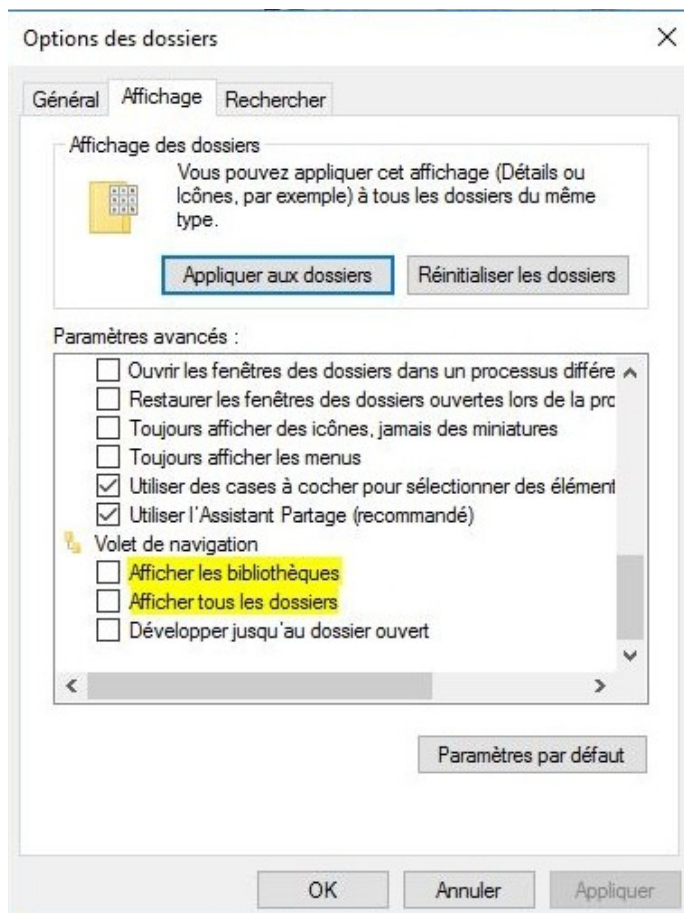 Options des dossiers
Général Affichage Rechercher
Affichage des dossiers
Vous pouvez appliquer cet affichage (Détails ou
Icônes, par exemple) à tous les dossiers du même
type.
Appliquer aux dossiers Réinitialiser les dossiers
Paramètres avancés :
Ouvrir les fenêtres des dossiers dans un processus différe
Restaurer les fenêtres des dossiers ouvertes lors de la pro
Toujours afficher des icônes, jamais des miniatures
Toujours afficher les menus
Utiliser des cases à cocher pour sélectionner des élément
Utiliser l'Assistant Partage (recommandé)
Volet de navigation
Afficher les bibliothèques
Afficher tous les dossiers
Développer jusqu'au dossier ouvert
Paramètres par défaut
OK Annuler Appliquer